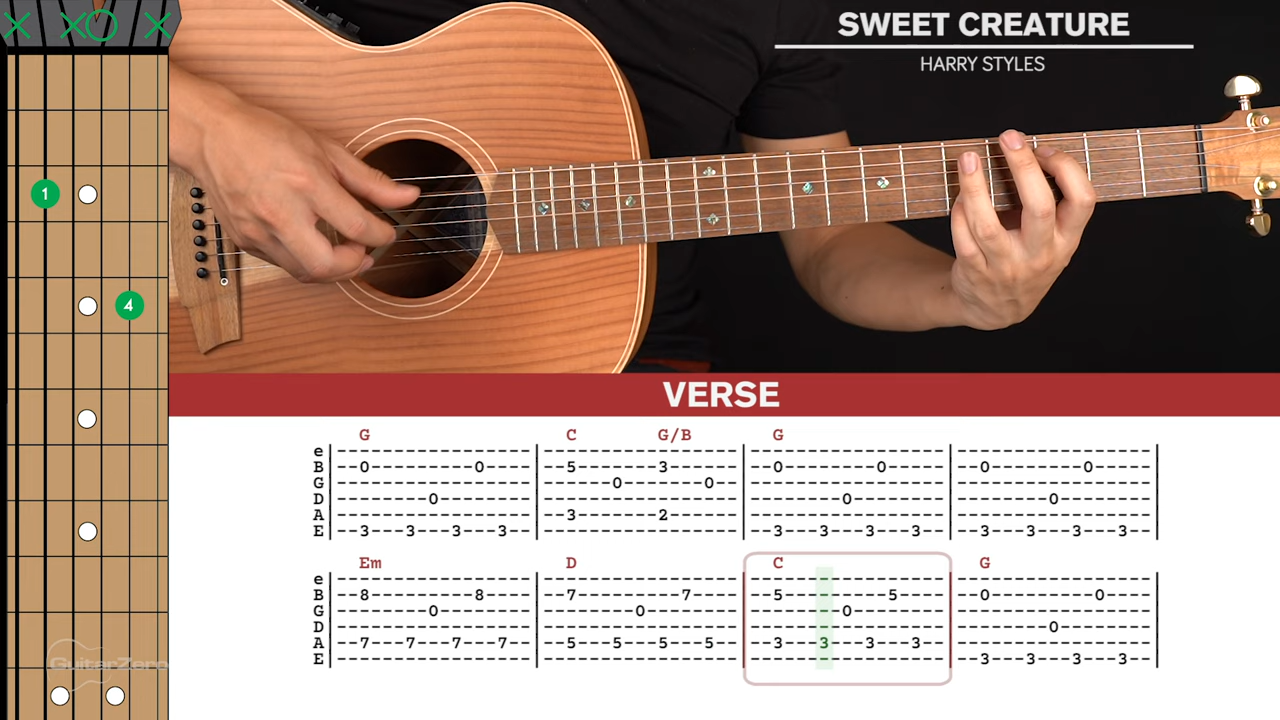 X XO X
SWEET CREATURE
HARRY STYLES
1
4
VERSE
G C G/B G
e|---------------|---------------|---------------|---------------|
B|--0-------0----|--5-----3------|--0------0-----|--0------0-----|
G|---------------|-----0------0--|---------------|---------------|
D|------0--------|---------------|------0--------|------0--------|
A|---------------|--3-----2------|---------------|---------------|
E|--3--3--3--3---|---------------|--3--3--3--3---|--3--3--3--3---|
Em D C G
e|---------------|---------------|---------------|---------------|
B|--8-------8----|--7-------7----|--5-------5----|--0-------0----|
G|------0--------|------0--------|------0--------|---------------|
D|---------------|---------------|---------------|------0--------|
A|--7--7--7--7---|--5--5--5--5---|--3--3--3--3---|---------------|
E|---------------|---------------|---------------|--3--3--3--3---|
GuitarZero